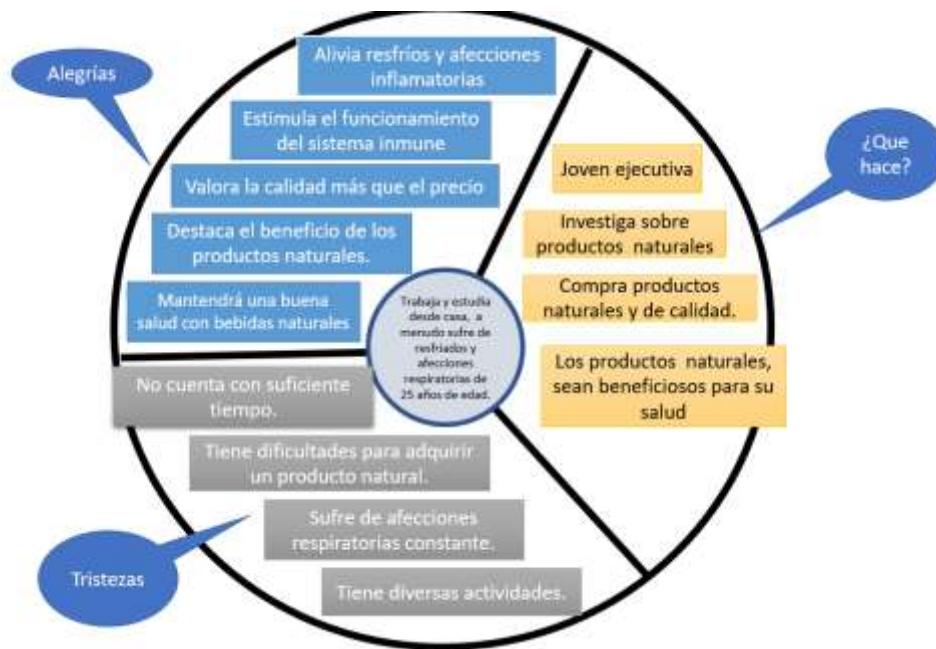 Alegrías
Alivia resfríos y afecciones
inflamatorias
Estimula el funcionamiento
del sistema inmune
Valora la calidad más que el precio
Destaca el beneficio de los
productos naturales.
Mantendrá una buena
salud con bebidas naturales
¿Que
hace?
Joven ejecutiva
Investiga sobre
productos naturales
Compra productos
naturales y de calidad.
Los productos naturales,
sean beneficiosos para su
salud
Trabaja y estudia
desde casa, a
menudo sufre de
resfriados y
afecciones
respiratorias de
25 años de edad.
No cuenta con suficiente
tiempo.
Tiene dificultades para adquirir
un producto natural.
Sufre de afecciones
respiratorias constante.
Tiene diversas actividades.
Tristezas